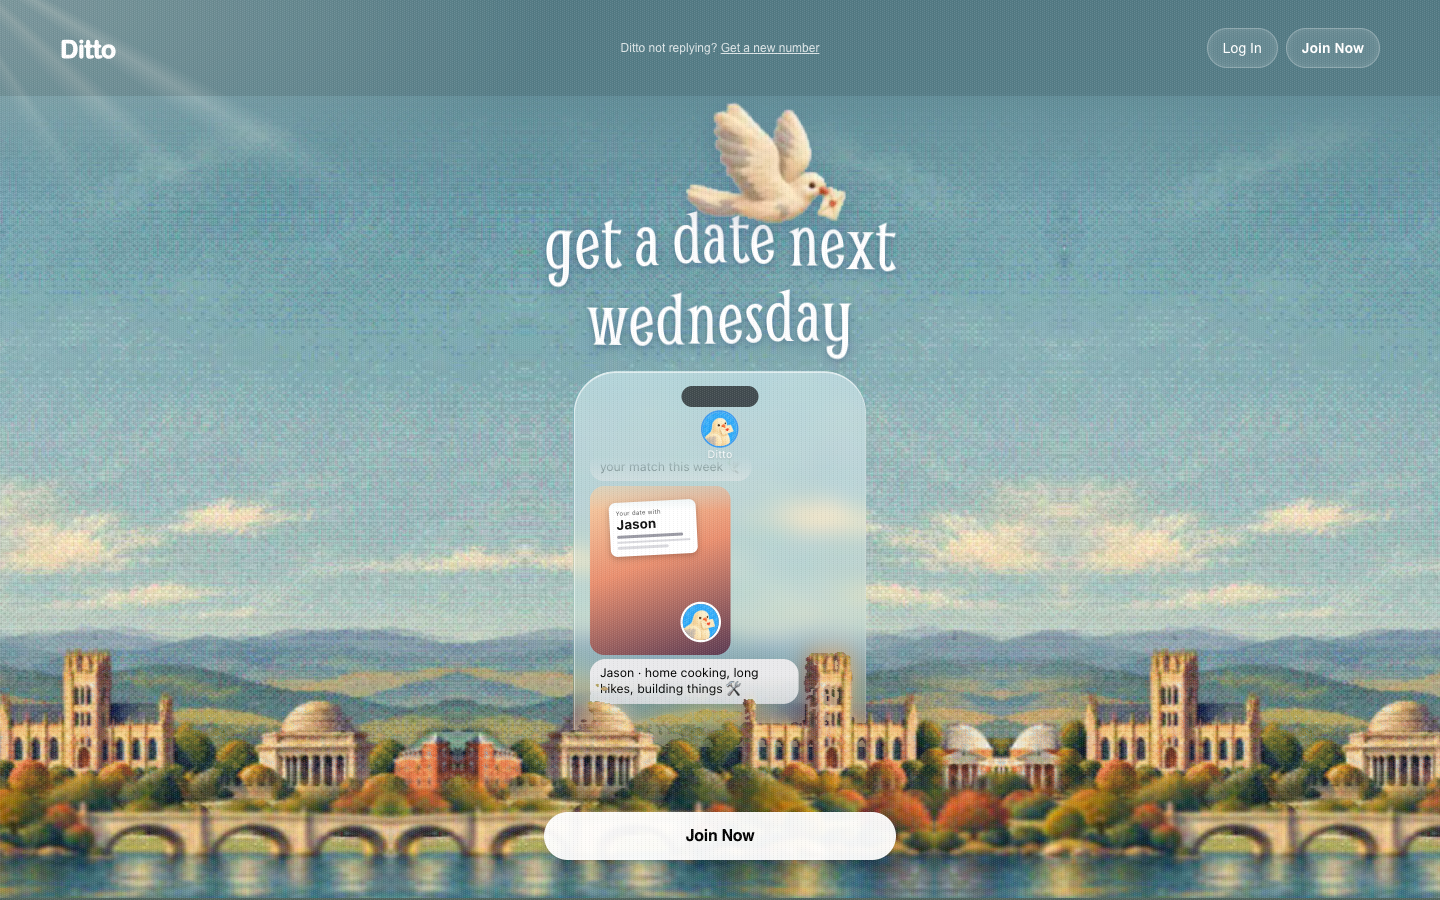 Ditto
Ditto not replying? Get a new number
Log In
Join Now
get a date next
wednesday
Ditto
your match this week
Your date with
Jason
Jason · home cooking, long
hikes, building things 🛠️
Join Now